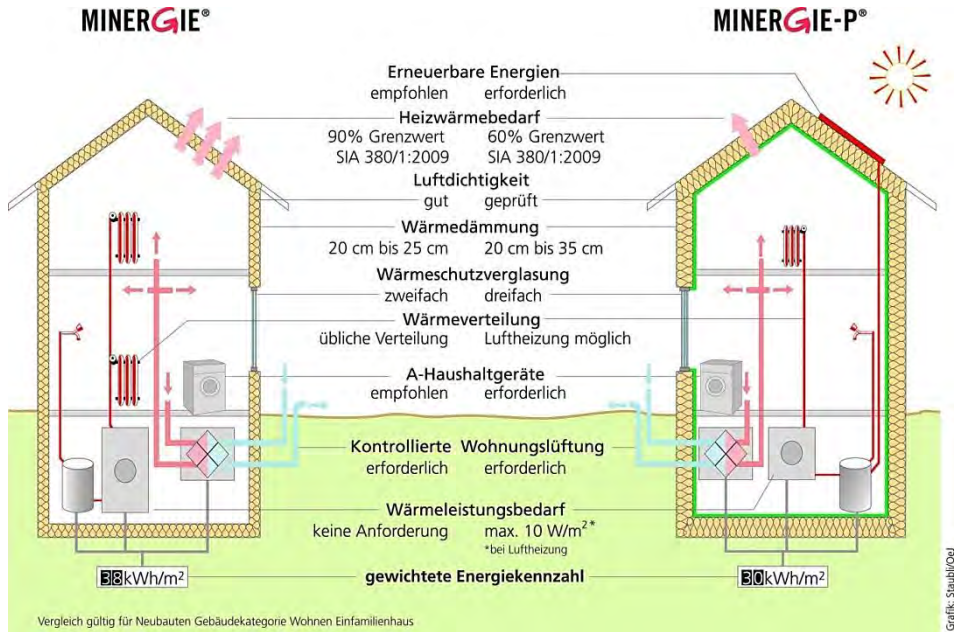 MINERGIE® MINERGIE-P®
Erneuerbare Energien
empfohlen erforderlich
Heizwärmebedarf
90% Grenzwert 60% Grenzwert
SIA 380/1:2009 SIA 380/1:2009
Luftdichtigkeit
gut geprüft
Wärmedämmung
20 cm bis 25 cm 20 cm bis 35 cm
Wärmeschutzverglasung
zweifach dreifach
Wärmeverteilung
übliche Verteilung Luftheizung möglich
A-Haushaltgeräte
empfohlen erforderlich
Kontrollierte Wohnungslüftung
erforderlich erforderlich
Wärmeleistungsbedarf
keine Anforderung max. 10 W/m²*
*bei Luftheizung
38kWh/m² gewichtete Energiekennzahl 30kWh/m²
Vergleich gültig für Neubauten Gebäudekategorie Wohnen Einfamilienhaus
Grafik: Staubli/OeJ